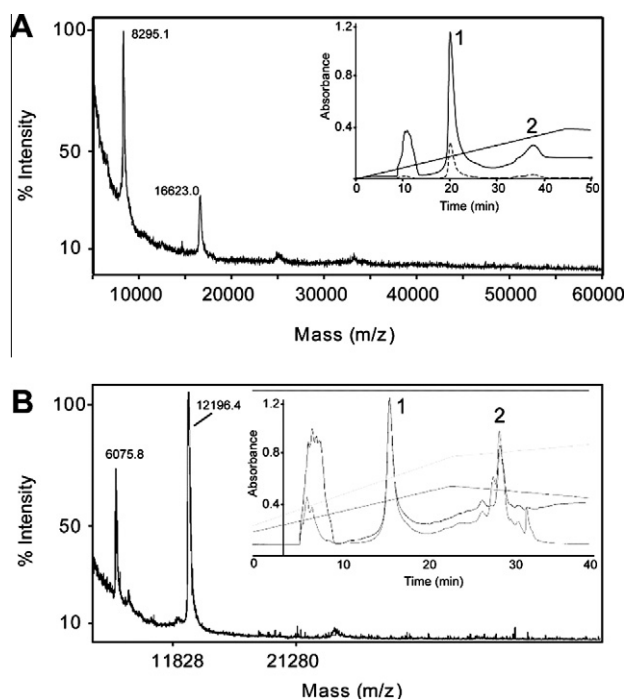 A
100
50
10
% Intensity
8295.1
16623.0
10000 20000 30000 40000 50000 60000
Mass (m/z)
1.2
0.8
0.4
Absorbance
1
2
0 10 20 30 40 50
Time (min)
B
100
50
10
% Intensity
6075.8
12196.4
11828 21280
Mass (m/z)
1.2
0.8
0.4
Absorbance
1
2
0 10 20 30 40
Time (min)